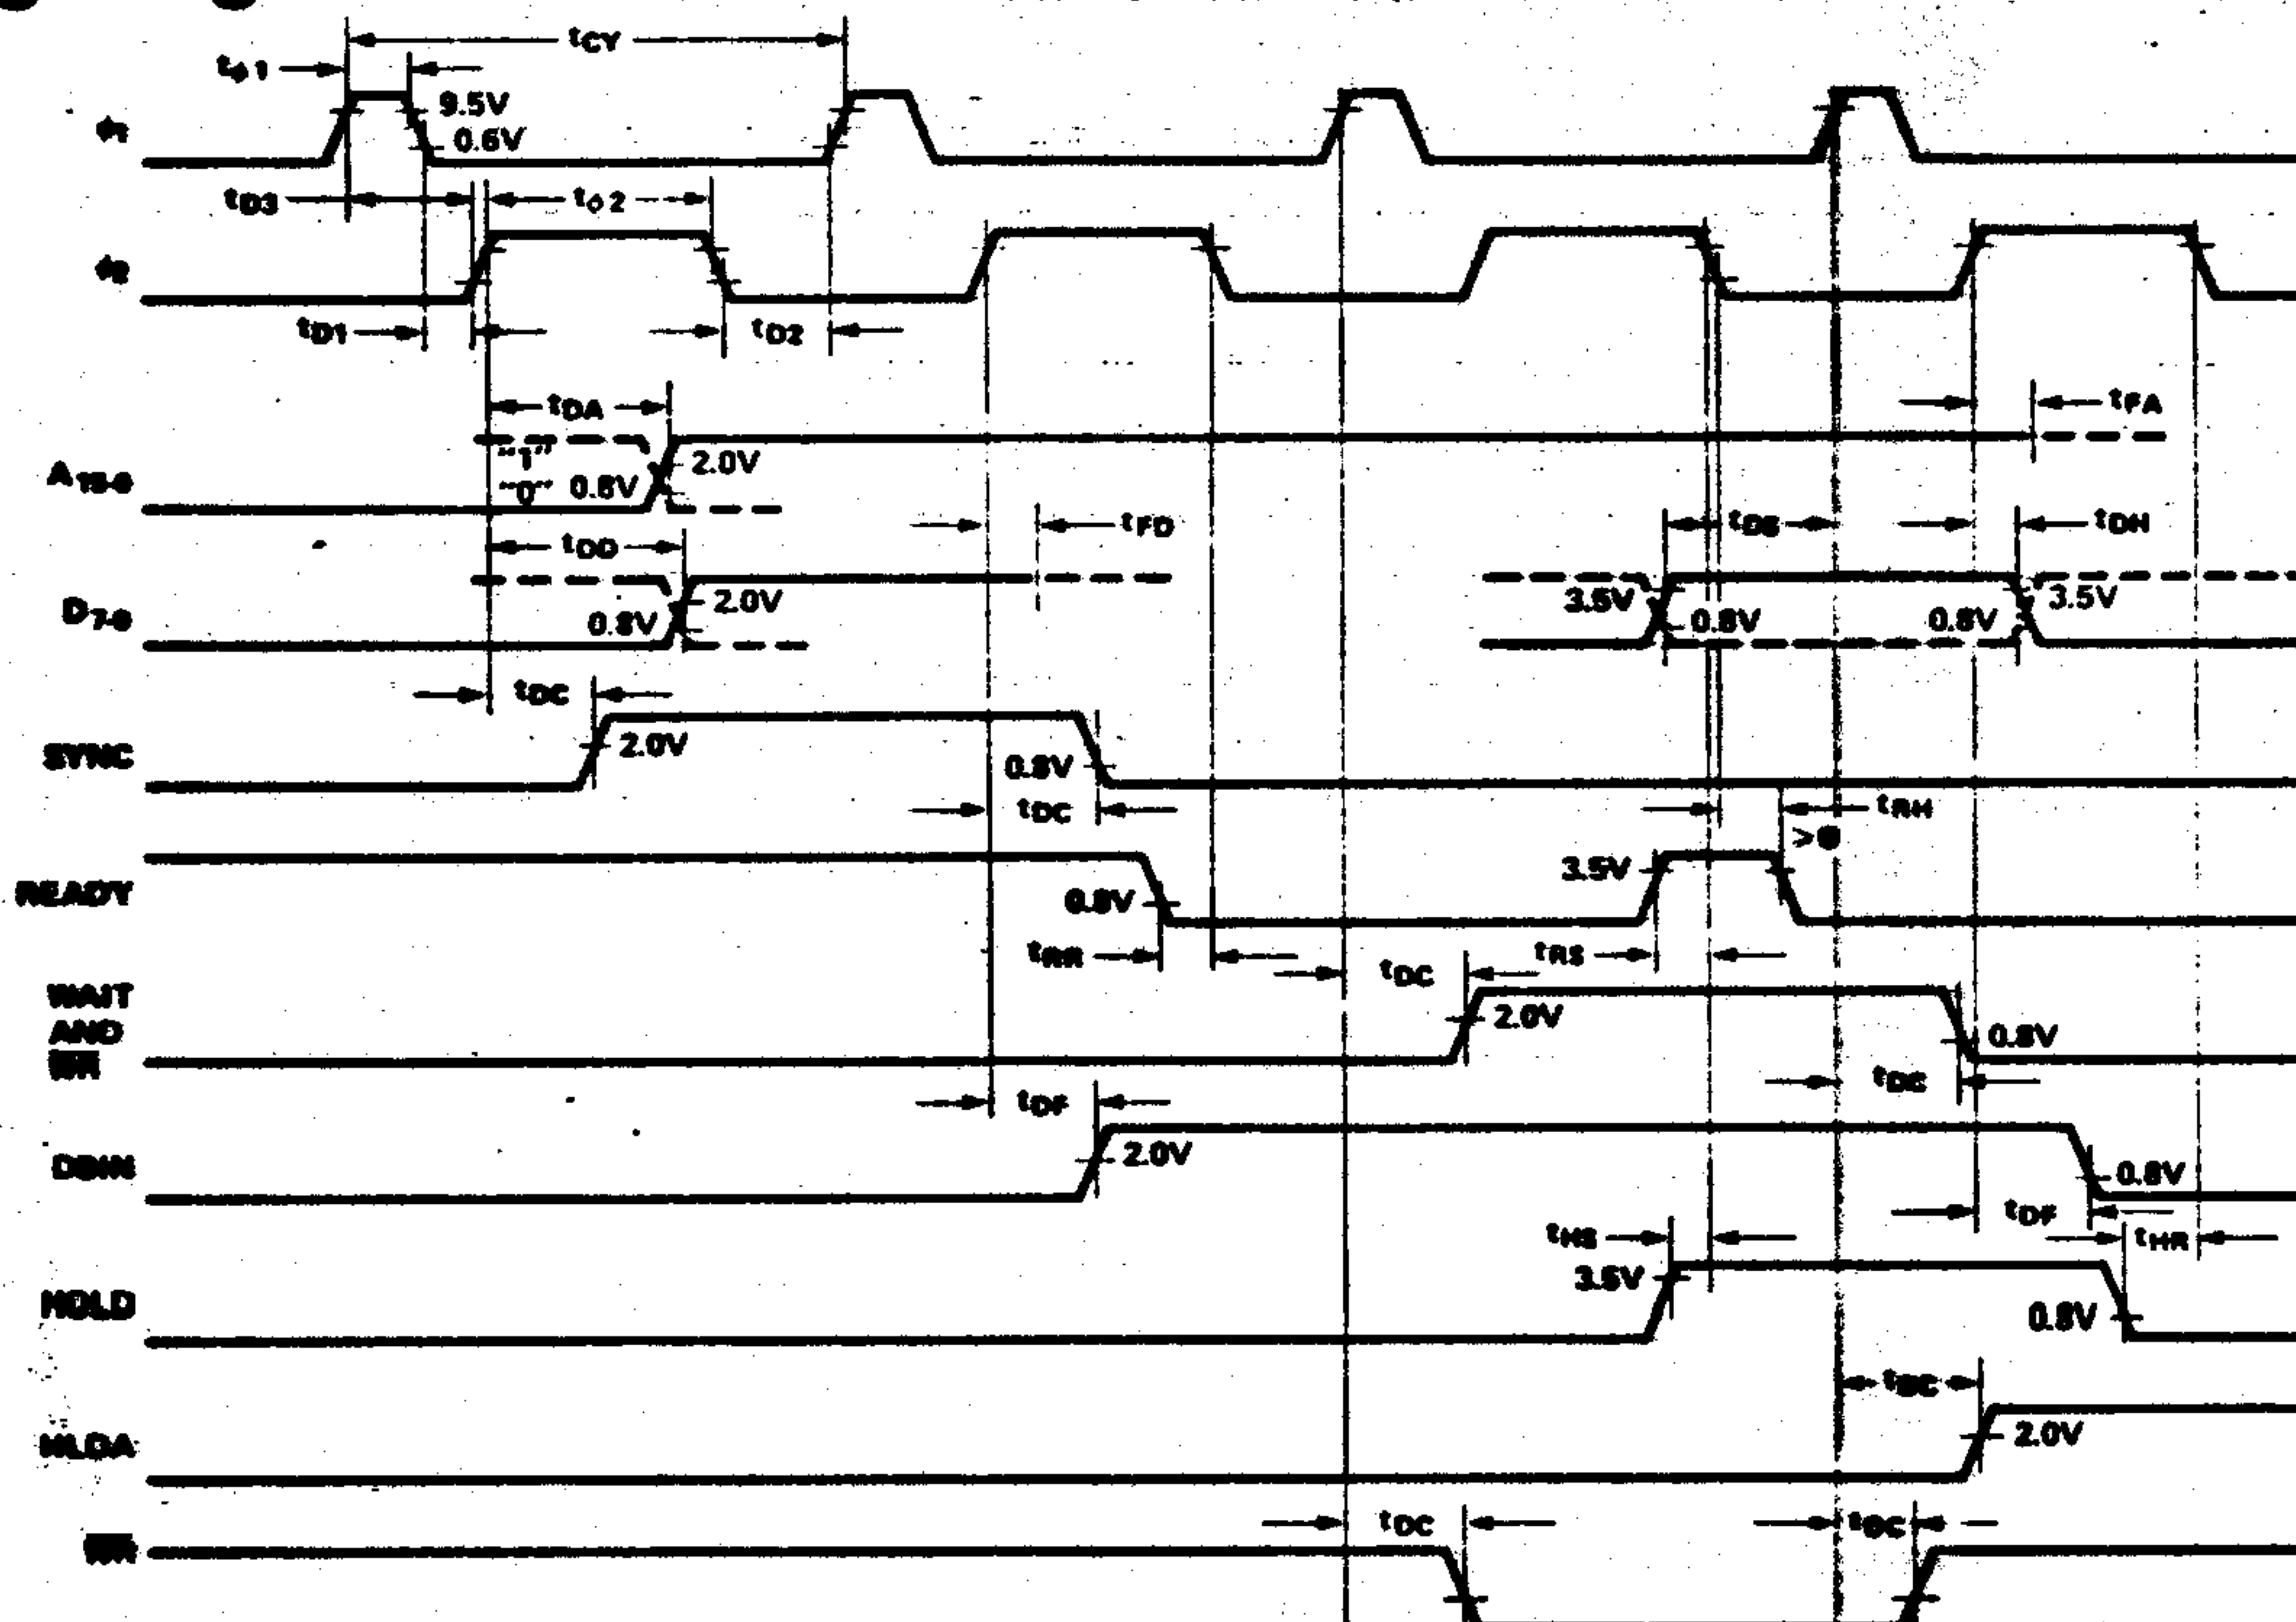 tCY
tφ1
9.5V
0.6V
φ1
tD3
tφ2
φ2
tD1
tD2
tDA
tFA
"1"
2.0V
A15-0
"0" 0.8V
tFD
tDS
tDH
tDD
2.0V
3.5V
3.5V
D7-0
0.8V
0.8V
0.8V
tDC
SYNC
2.0V
0.8V
tDC
tRH
3.5V
READY
0.8V
tRS
tDC
WAIT
2.0V
AND
0.8V
tDC
tDF
DBIN
2.0V
0.8V
tDF
tHS
tHR
3.5V
HOLD
0.8V
tDC
HLDA
2.0V
tDC
tDC